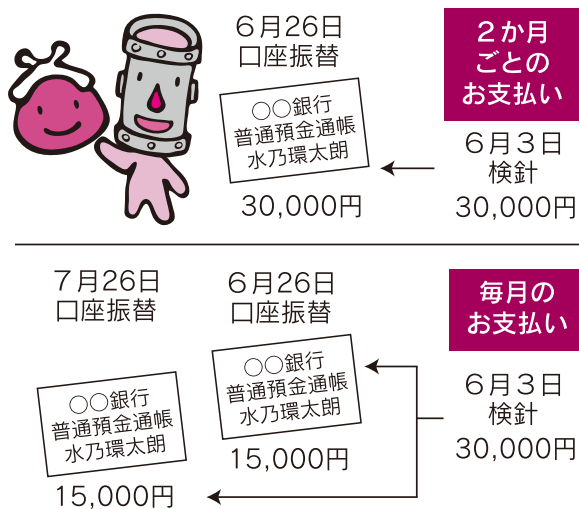 2か月
ごとの
お支払い
6月3日
検針
30,000円
6月26日
口座振替
○○銀行
普通預金通帳
水乃環太朗
30,000円
毎月の
お支払い
6月3日
検針
30,000円
6月26日
口座振替
○○銀行
普通預金通帳
水乃環太朗
15,000円
7月26日
口座振替
○○銀行
普通預金通帳
水乃環太朗
15,000円